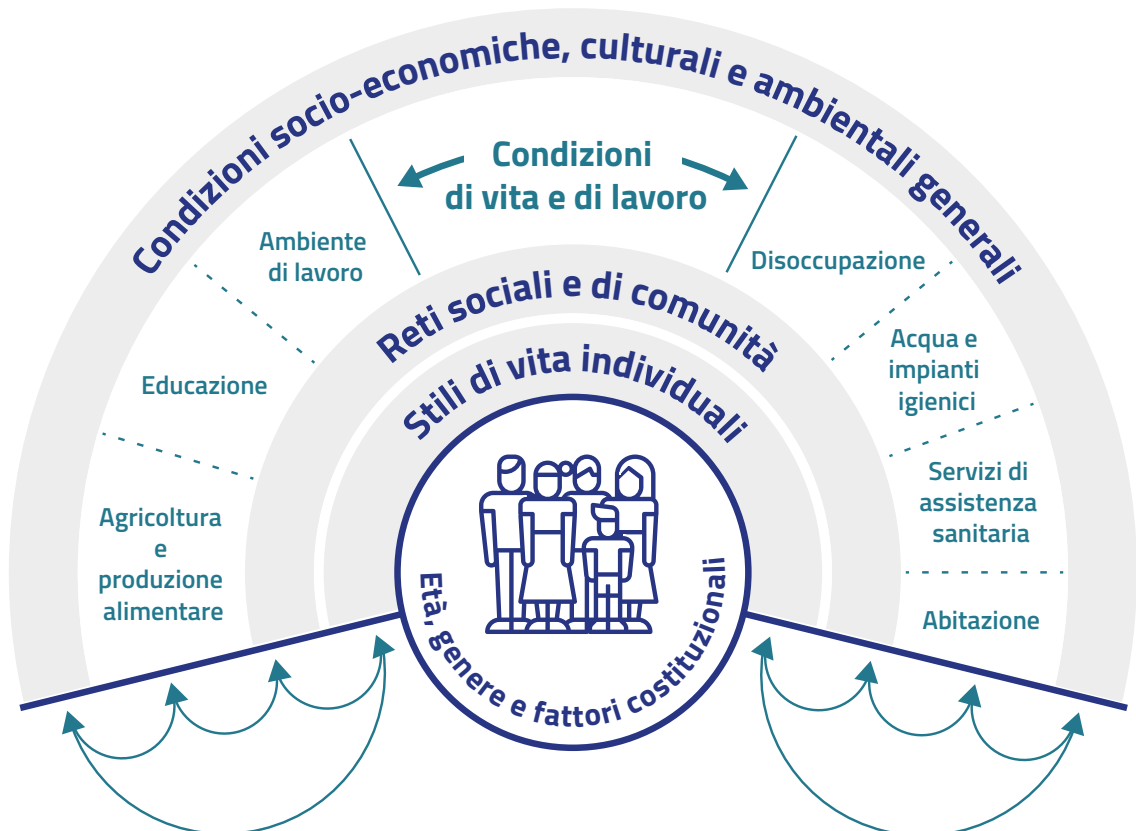 Condizioni socio-economiche, culturali e ambientali generali
Condizioni
di vita e di lavoro
Ambiente
di lavoro
Disoccupazione
Reti sociali e di comunità
Educazione
Acqua e
impianti
igienici
Stili di vita individuali
Servizi di
assistenza
sanitaria
Agricoltura
e
produzione
alimentare
Abitazione
Età, genere e fattori costituzionali